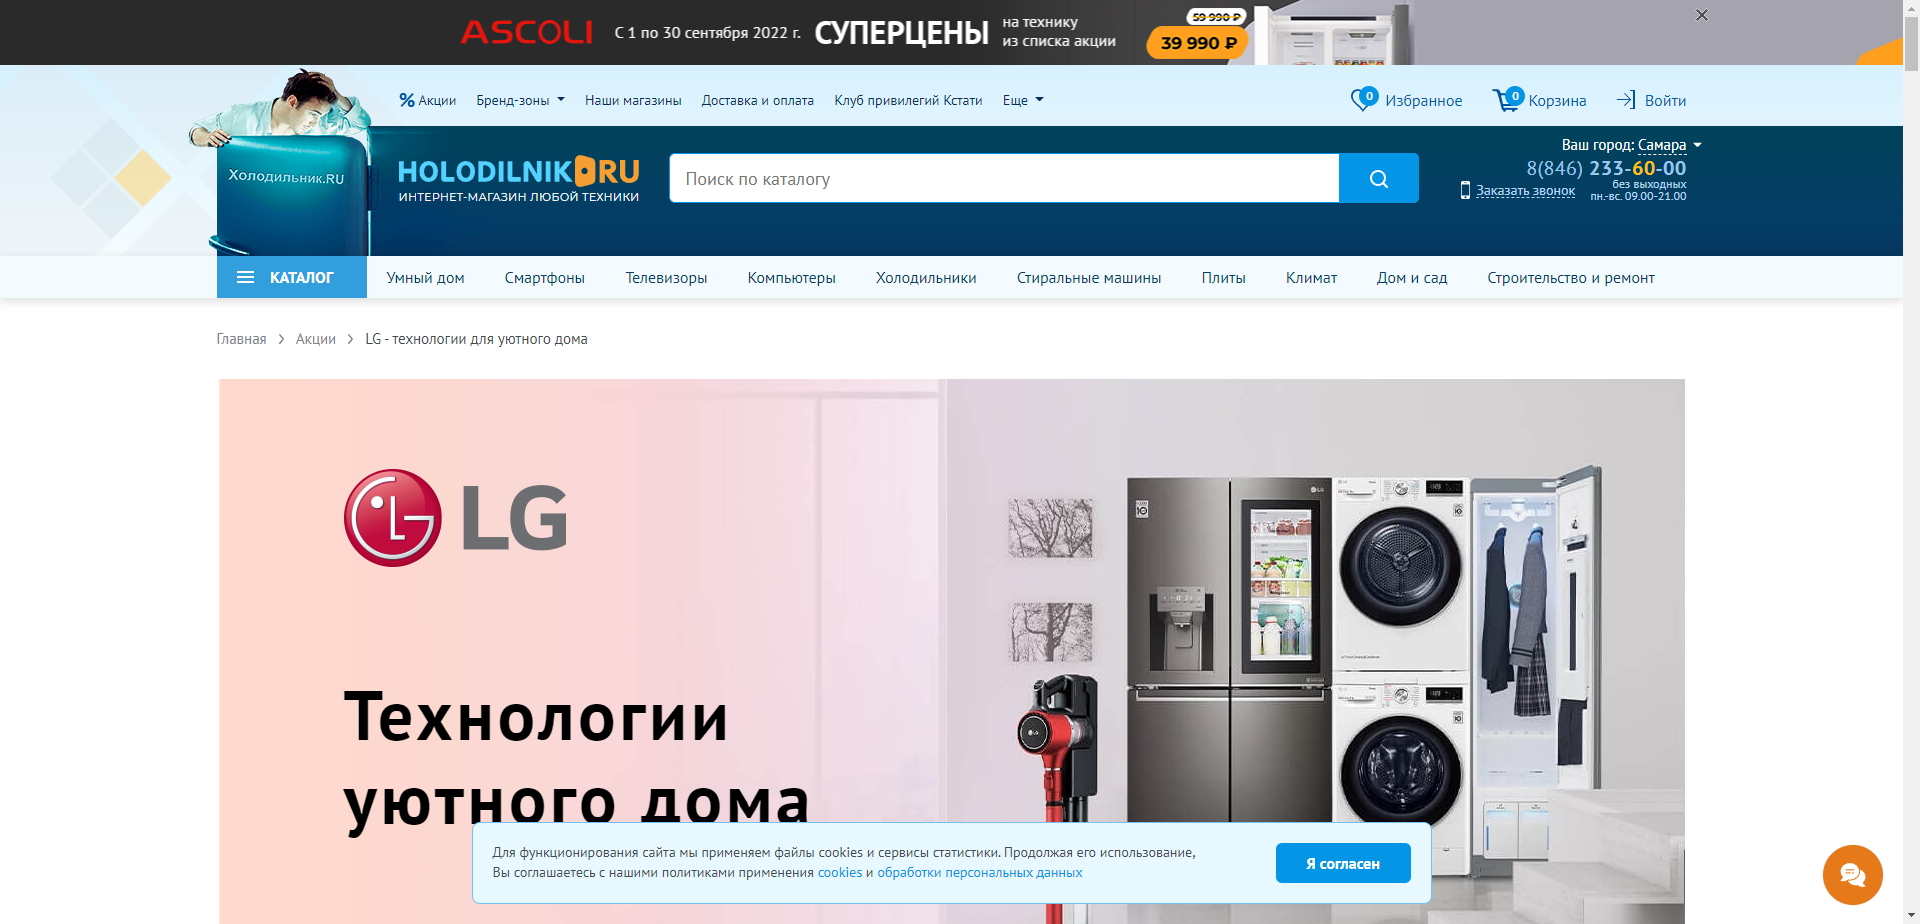 ASCOLI
С 1 по 30 сентября 2022 г.
СУПЕРЦЕНЫ
на технику
из списка акции
59 990 ₽
39 990 ₽
% Акции
Бренд-зоны
Наши магазины
Доставка и оплата
Клуб привилегий Кстати
Еще
0 Избранное
0 Корзина
Войти
Холодильник.RU
HOLODILNIK.RU
ИНТЕРНЕТ-МАГАЗИН ЛЮБОЙ ТЕХНИКИ
Поиск по каталогу
Ваш город: Самара
8(846) 233-60-00
Заказать звонок
без выходных
пн.-вс. 09.00-21.00
КАТАЛОГ
Умный дом
Смартфоны
Телевизоры
Компьютеры
Холодильники
Стиральные машины
Плиты
Климат
Дом и сад
Строительство и ремонт
Главная > Акции > LG - технологии для уютного дома
LG
Технологии
уютного дома
Для функционирования сайта мы применяем файлы cookies и сервисы статистики. Продолжая его использование,
Вы соглашаетесь с нашими политиками применения cookies и обработки персональных данных
Я согласен